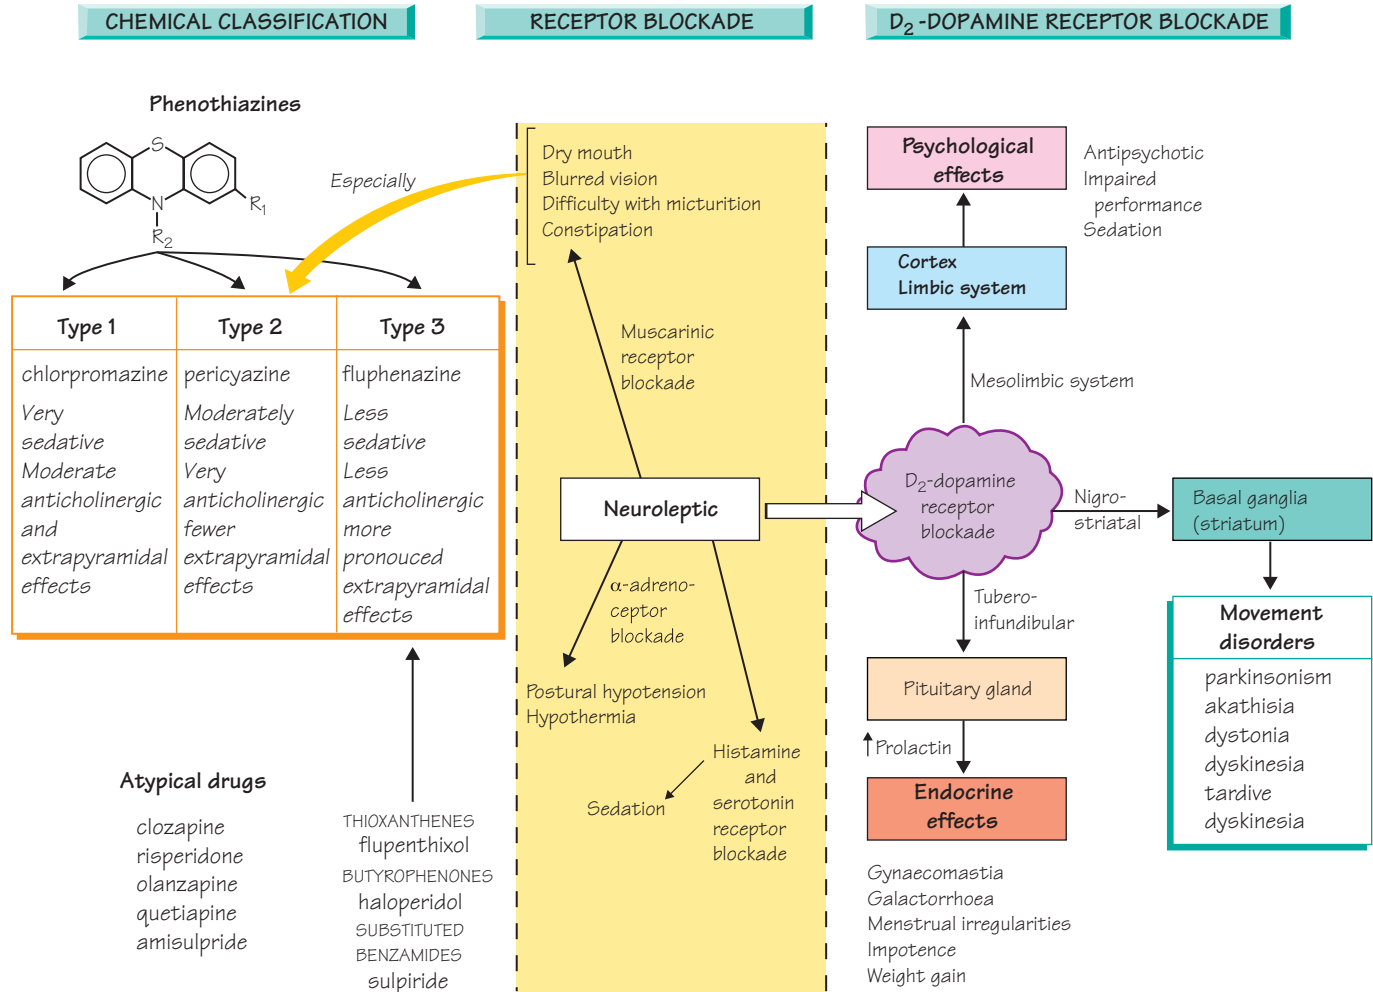 CHEMICAL CLASSIFICATION
RECEPTOR BLOCKADE
D2-DOPAMINE RECEPTOR BLOCKADE
Phenothiazines
S
N
R1
R2
Especially
Type 1
chlorpromazine
Very
sedative
Moderate
anticholinergic
and
extrapyramidal
effects
Type 2
pericyazine
Moderately
sedative
Very
anticholinergic
fewer
extrapyramidal
effects
Type 3
fluphenazine
Less
sedative
Less
anticholinergic
more
pronouced
extrapyramidal
effects
Atypical drugs
clozapine
risperidone
olanzapine
quetiapine
amisulpride
THIOXANTHENES
flupenthixol
BUTYROPHENONES
haloperidol
SUBSTITUTED
BENZAMIDES
sulpiride
Dry mouth
Blurred vision
Difficulty with micturition
Constipation
Muscarinic
receptor
blockade
Neuroleptic
α-adreno-
ceptor
blockade
Postural hypotension
Hypothermia
Histamine
and
serotonin
receptor
blockade
Sedation
Psychological
effects
Antipsychotic
Impaired
performance
Sedation
Cortex
Limbic system
Mesolimbic system
D2-dopamine
receptor
blockade
Nigro-
striatal
Basal ganglia
(striatum)
Movement
disorders
parkinsonism
akathisia
dystonia
dyskinesia
tardive
dyskinesia
Tubero-
infundibular
Pituitary gland
Prolactin
Endocrine
effects
Gynaecomastia
Galactorrhoea
Menstrual irregularities
Impotence
Weight gain